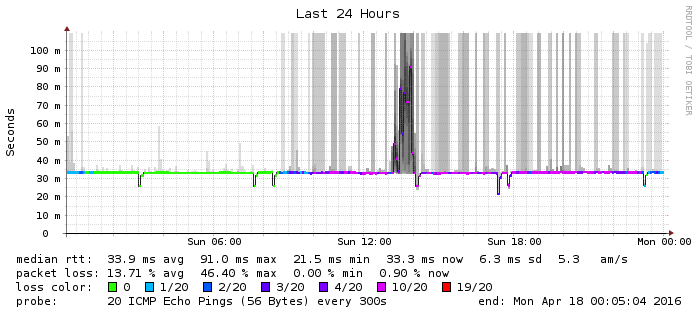 Last 24 Hours
RRDTOOL / TOBI OETIKER
Seconds
100 m
90 m
80 m
70 m
60 m
50 m
40 m
30 m
20 m
10 m
0
Sun 06:00 Sun 12:00 Sun 18:00 Mon 00:00
median rtt: 33.9 ms avg 91.0 ms max 21.5 ms min 33.3 ms now 6.3 ms sd 5.3 am/s
packet loss: 13.71 % avg 46.40 % max 0.00 % min 0.90 % now
loss color: 0 1/20 2/20 3/20 4/20 10/20 19/20
probe: 20 ICMP Echo Pings (56 Bytes) every 300s end: Mon Apr 18 00:05:04 2016